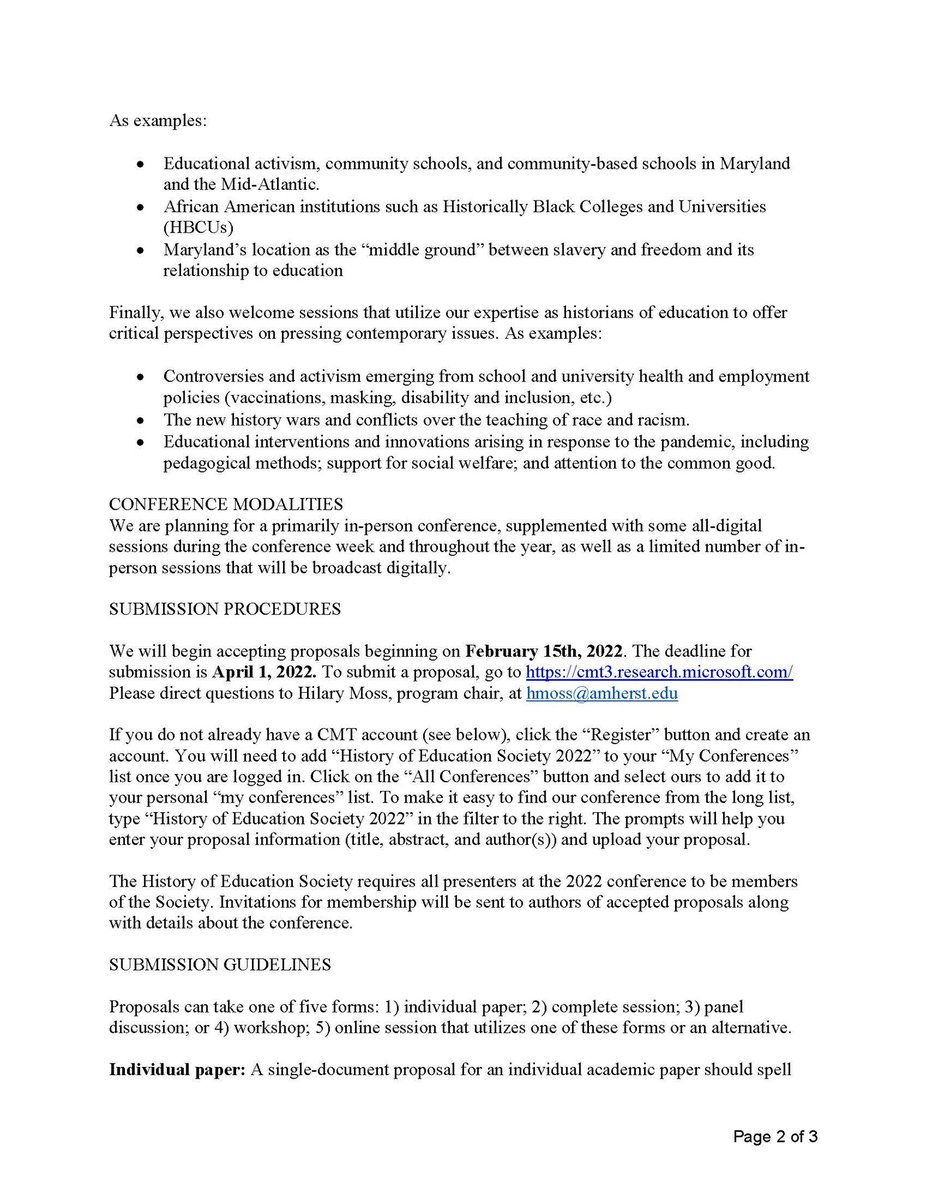 As examples:
• Educational activism, community schools, and community-based schools in Maryland
and the Mid-Atlantic.
• African American institutions such as Historically Black Colleges and Universities
(HBCUs)
• Maryland’s location as the “middle ground” between slavery and freedom and its
relationship to education
Finally, we also welcome sessions that utilize our expertise as historians of education to offer
critical perspectives on pressing contemporary issues. As examples:
• Controversies and activism emerging from school and university health and employment
policies (vaccinations, masking, disability and inclusion, etc.)
• The new history wars and conflicts over the teaching of race and racism.
• Educational interventions and innovations arising in response to the pandemic, including
pedagogical methods; support for social welfare; and attention to the common good.
CONFERENCE MODALITIES
We are planning for a primarily in-person conference, supplemented with some all-digital
sessions during the conference week and throughout the year, as well as a limited number of in-
person sessions that will be broadcast digitally.
SUBMISSION PROCEDURES
We will begin accepting proposals beginning on February 15th, 2022. The deadline for
submission is April 1, 2022. To submit a proposal, go to https://cmt3.research.microsoft.com/
Please direct questions to Hilary Moss, program chair, at hmoss@amherst.edu
If you do not already have a CMT account (see below), click the “Register” button and create an
account. You will need to add “History of Education Society 2022” to your “My Conferences”
list once you are logged in. Click on the “All Conferences” button and select ours to add it to
your personal “my conferences” list. To make it easy to find our conference from the long list,
type “History of Education Society 2022” in the filter to the right. The prompts will help you
enter your proposal information (title, abstract, and author(s)) and upload your proposal.
The History of Education Society requires all presenters at the 2022 conference to be members
of the Society. Invitations for membership will be sent to authors of accepted proposals along
with details about the conference.
SUBMISSION GUIDELINES
Proposals can take one of five forms: 1) individual paper; 2) complete session; 3) panel
discussion; or 4) workshop; 5) online session that utilizes one of these forms or an alternative.
Individual paper: A single-document proposal for an individual academic paper should spell
Page 2 of 3